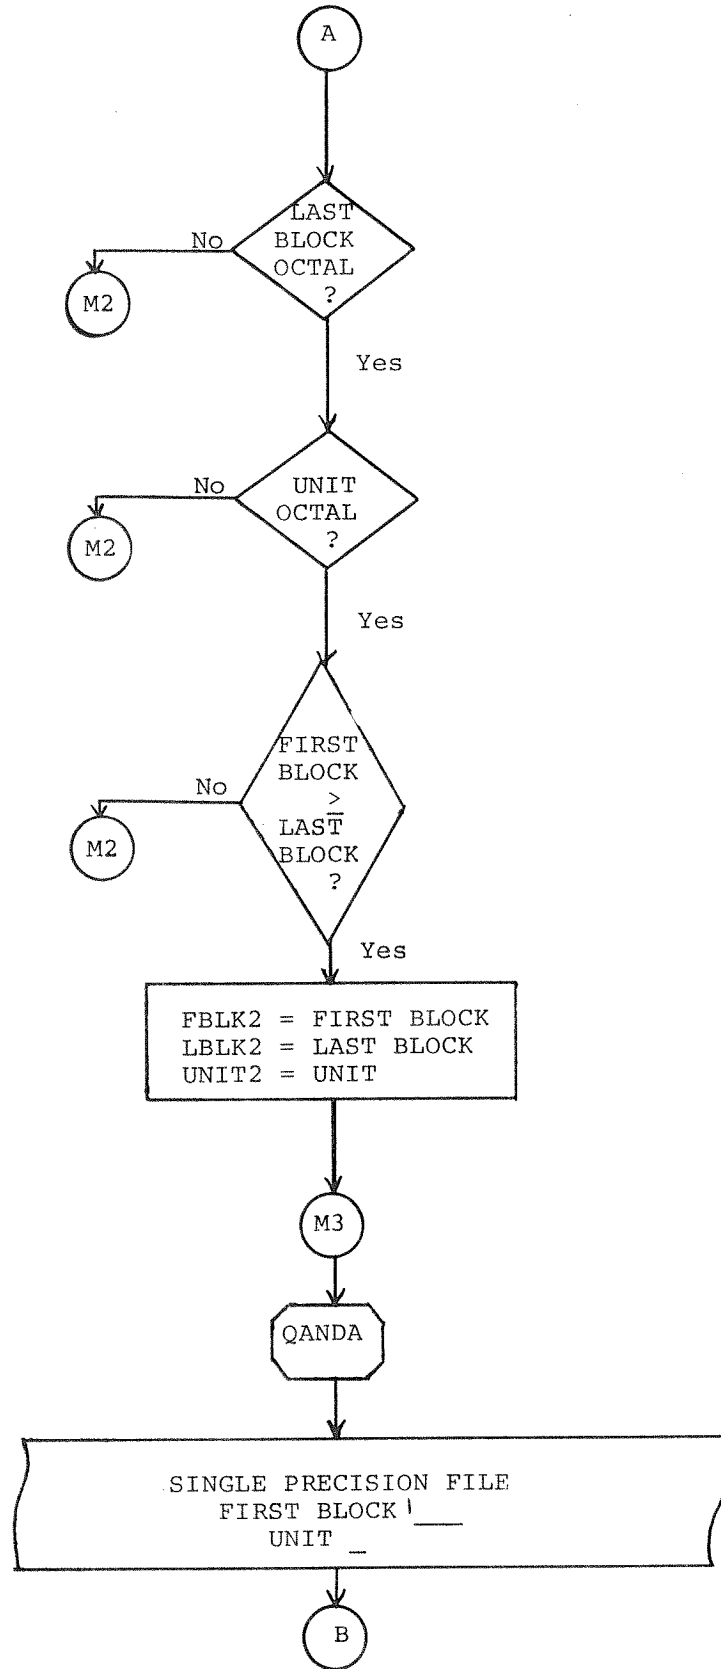 A
LAST
BLOCK
OCTAL
?
No
M2
Yes
UNIT
OCTAL
?
No
M2
Yes
FIRST
BLOCK
≥
LAST
BLOCK
?
No
M2
Yes
FBLK2 = FIRST BLOCK
LBLK2 = LAST BLOCK
UNIT2 = UNIT
M3
QANDA
SINGLE PRECISION FILE
FIRST BLOCK ___
UNIT _
B